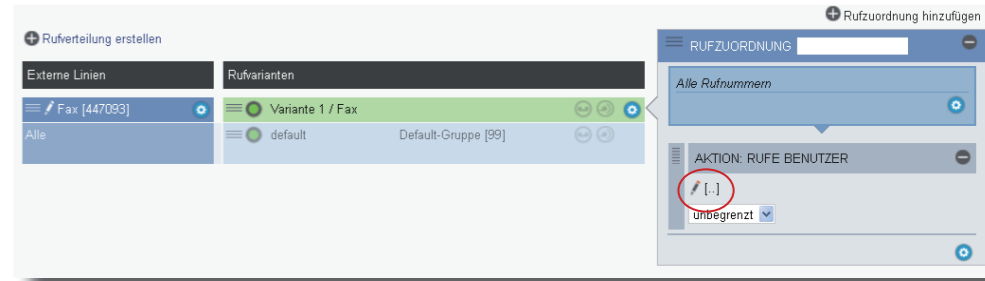 Rufzuordnung hinzufügen
Rufverteilung erstellen
RUFZUORDNUNG
Externe Linien
Rufvarianten
Alle Rufnummern
Fax [447093]
Variante 1 / Fax
Alle
default Default-Gruppe [99]
AKTION: RUFE BENUTZER
[..]
unbegrenzt